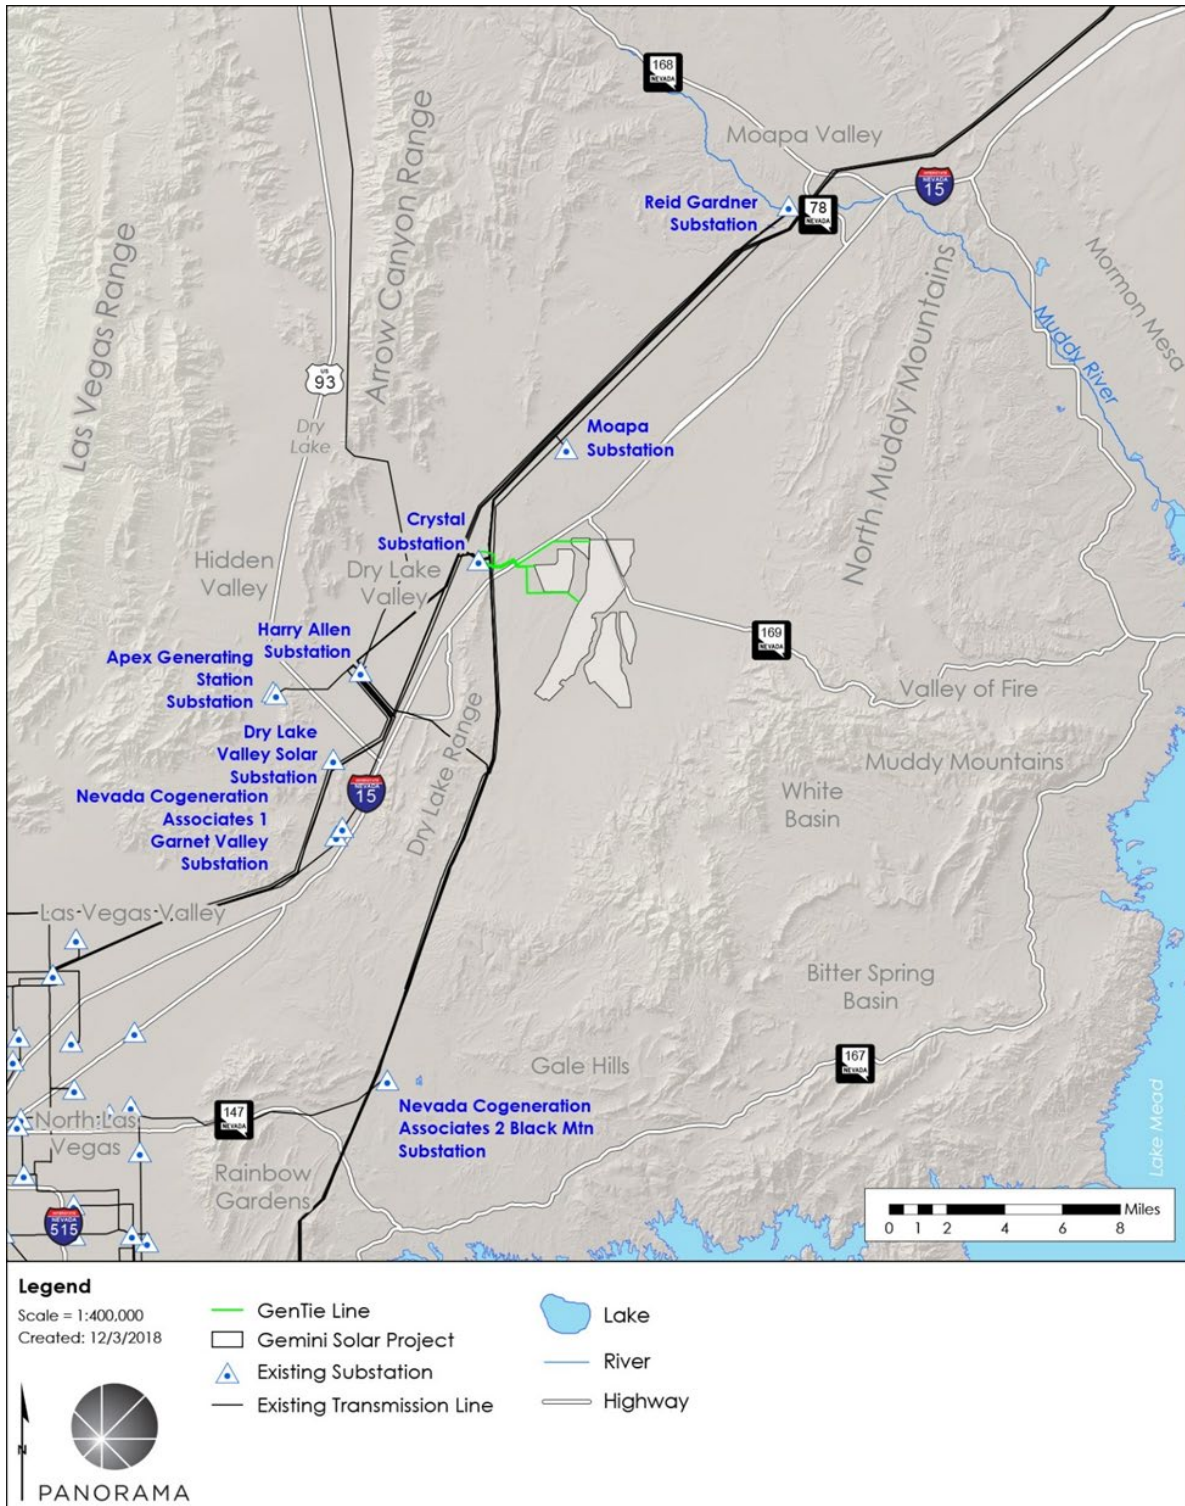 168
NEVADA
Moapa Valley
Arrow Canyon Range
INTERSTATE
NEVADA
15
Reid Gardner
Substation
78
NEVADA
Las Vegas Range
North Muddy Mountains
Mormon Mesa
Muddy River
US
93
Dry
Lake
Moapa
Substation
Crystal
Substation
Hidden
Valley
Dry Lake
Valley
Harry Allen
Substation
169
NEVADA
Apex Generating
Station
Substation
Valley of Fire
Dry Lake
Valley Solar
Substation
Dry Lake Range
Muddy Mountains
Nevada Cogeneration
Associates 1
Garnet Valley
Substation
INTERSTATE
NEVADA
15
White
Basin
Las Vegas Valley
Bitter Spring
Basin
Gale Hills
167
NEVADA
Nevada Cogeneration
Associates 2 Black Mtn
Substation
147
NEVADA
North Las
Vegas
Rainbow
Gardens
Lake Mead
INTERSTATE
NEVADA
515
Miles
0 1 2 4 6 8
Legend
Scale = 1:400,000
Created: 12/3/2018
GenTie Line
Gemini Solar Project
Existing Substation
Existing Transmission Line
Lake
River
Highway
N
PANORAMA